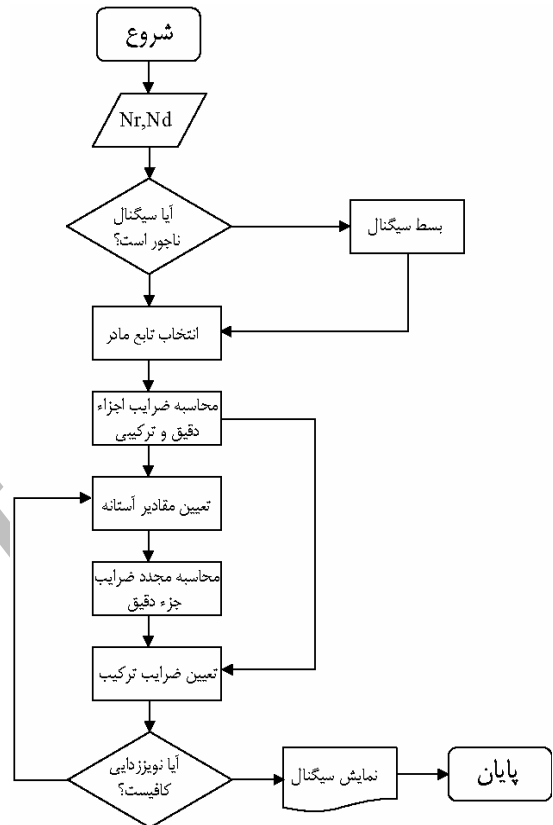 شروع
Nr,Nd
آیا سیگنال
ناجور است؟
بسط سیگنال
انتخاب تابع مادر
محاسبه ضرایب اجزاء
دقیق و ترکیبی
تعیین مقادیر آستانه
محاسبه مجدد ضرایب
جزء دقیق
تعیین ضرایب ترکیب
آیا نویززدایی
کافیست؟
نمایش سیگنال
پایان